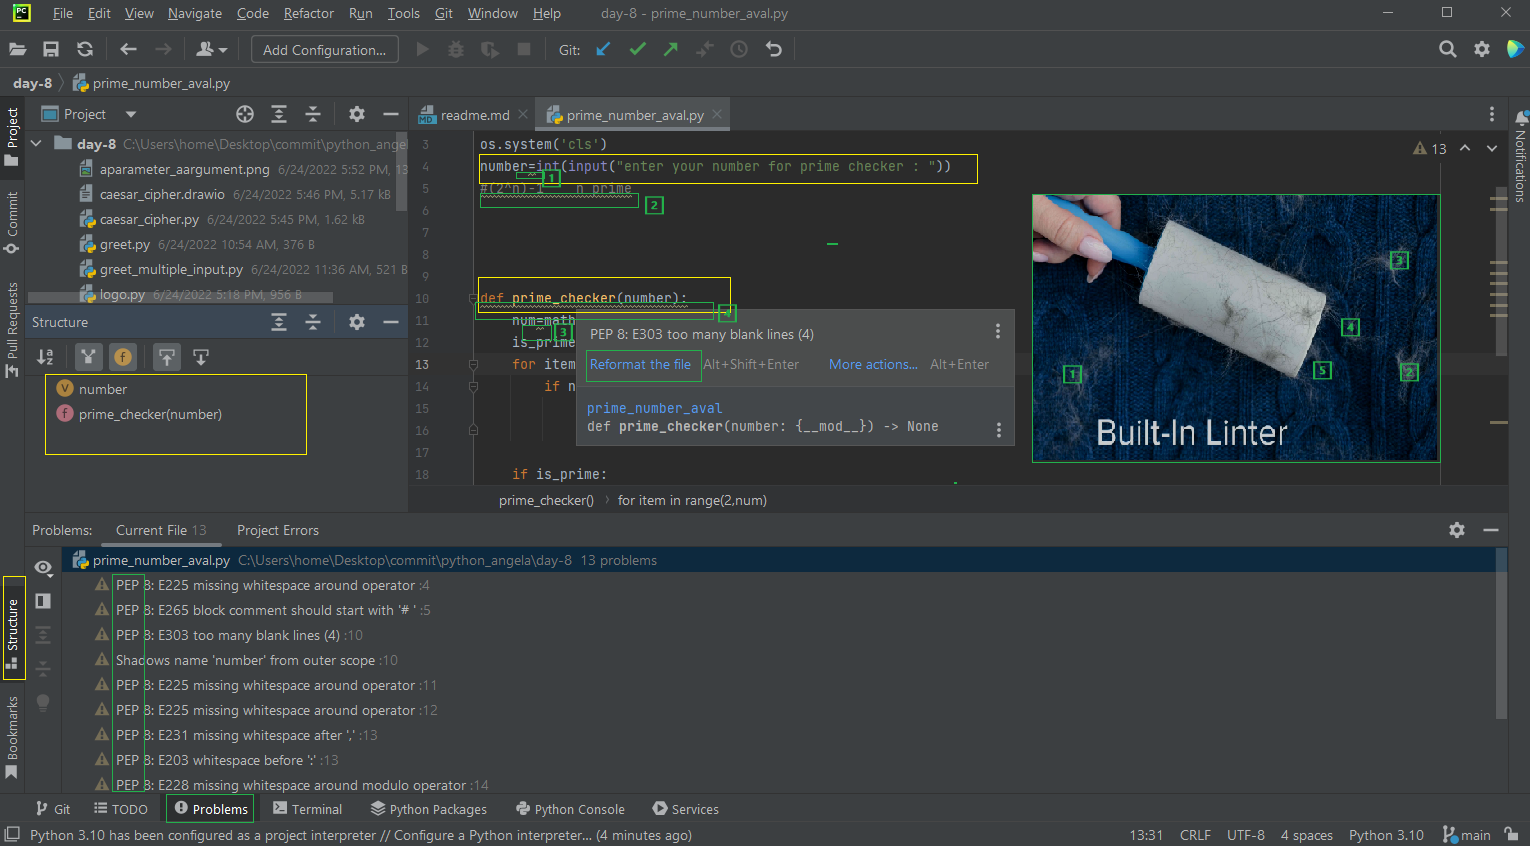 PC
File Edit View Navigate Code Refactor Run Tools Git Window Help day-8 - prime_number_aval.py
Add Configuration... Git:
day-8 prime_number_aval.py
Project
Commit
Pull Requests
Structure
Bookmarks
Project
day-8 C:\Users\home\Desktop\commit\python_ange
aparameter_aargument.png 6/24/2022 5:52 PM, 13
caesar_cipher.drawio 6/24/2022 5:46 PM, 5.17 kB
caesar_cipher.py 6/24/2022 5:45 PM, 1.62 kB
greet.py 6/24/2022 10:54 AM, 376 B
greet_multiple_input.py 6/24/2022 11:36 AM, 521 B
logo.py 6/24/2022 5:18 PM, 956 B
Structure
V number
f prime_checker(number)
readme.md prime_number_aval.py
3 os.system('cls')
4 number=int(input("enter your number for prime checker : "))
5 #(2^n)-1 n prime
6
7
8
9
10 def prime_checker(number):
11 num=math
12 is_prime
13 for item
14 if n
15
16
17
18 if is_prime:
1
2
3
4
13
PEP 8: E303 too many blank lines (4)
Reformat the file Alt+Shift+Enter More actions... Alt+Enter
prime_number_aval
def prime_checker(number: {__mod__}) -> None
3
4
5
1
2
Built-In Linter
Notifications
prime_checker() for item in range(2,num)
Problems: Current File 13 Project Errors
prime_number_aval.py C:\Users\home\Desktop\commit\python_angela\day-8 13 problems
PEP 8: E225 missing whitespace around operator :4
PEP 8: E265 block comment should start with '# ' :5
PEP 8: E303 too many blank lines (4) :10
Shadows name 'number' from outer scope :10
PEP 8: E225 missing whitespace around operator :11
PEP 8: E225 missing whitespace around operator :12
PEP 8: E231 missing whitespace after ',' :13
PEP 8: E203 whitespace before ':' :13
PEP 8: E228 missing whitespace around modulo operator :14
Git TODO Problems Terminal Python Packages Python Console Services
Python 3.10 has been configured as a project interpreter // Configure a Python interpreter... (4 minutes ago) 13:31 CRLF UTF-8 4 spaces Python 3.10 main